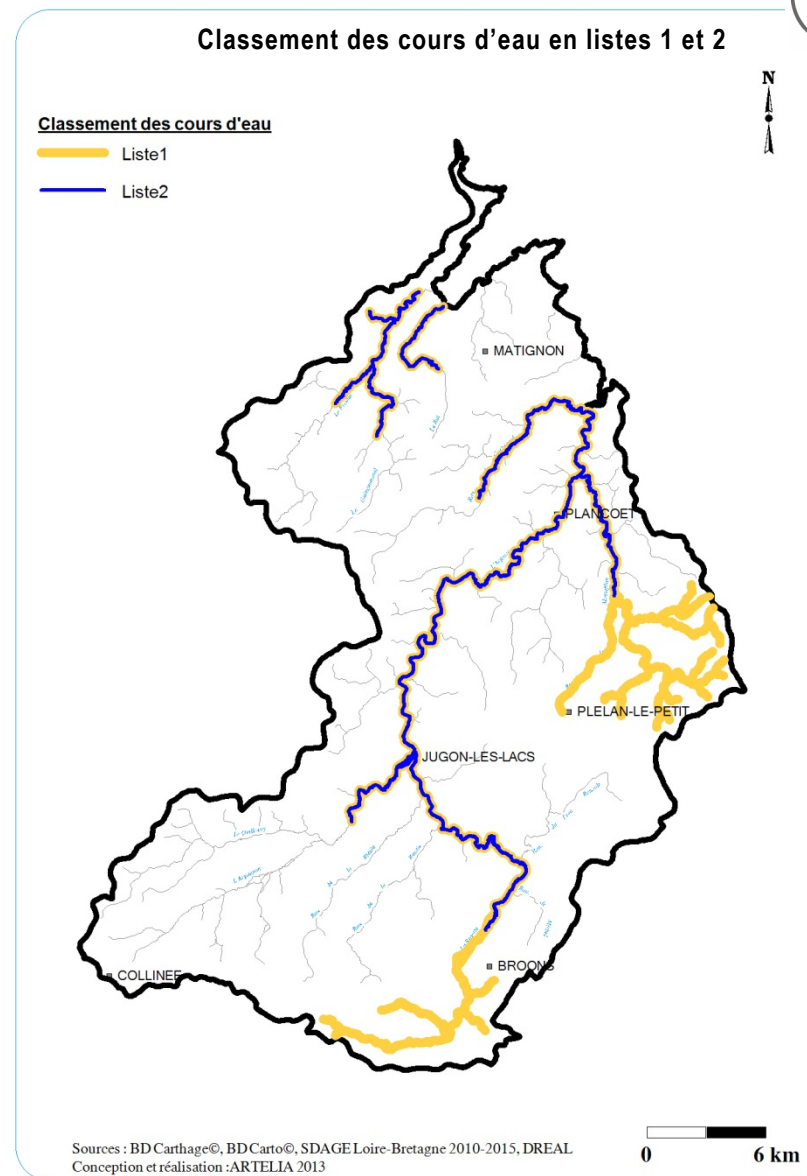 Classement des cours d'eau en listes 1 et 2
N
Classement des cours d'eau
Liste1
Liste2
MATIGNON
PLANCOET
PLELAN-LE-PETIT
JUGON-LES-LACS
BROONS
COLLINEE
Sources : BD Carthage©, BD Carto©, SDAGE Loire-Bretagne 2010-2015, DREAL
Conception et réalisation :ARTELIA 2013
0 6 km